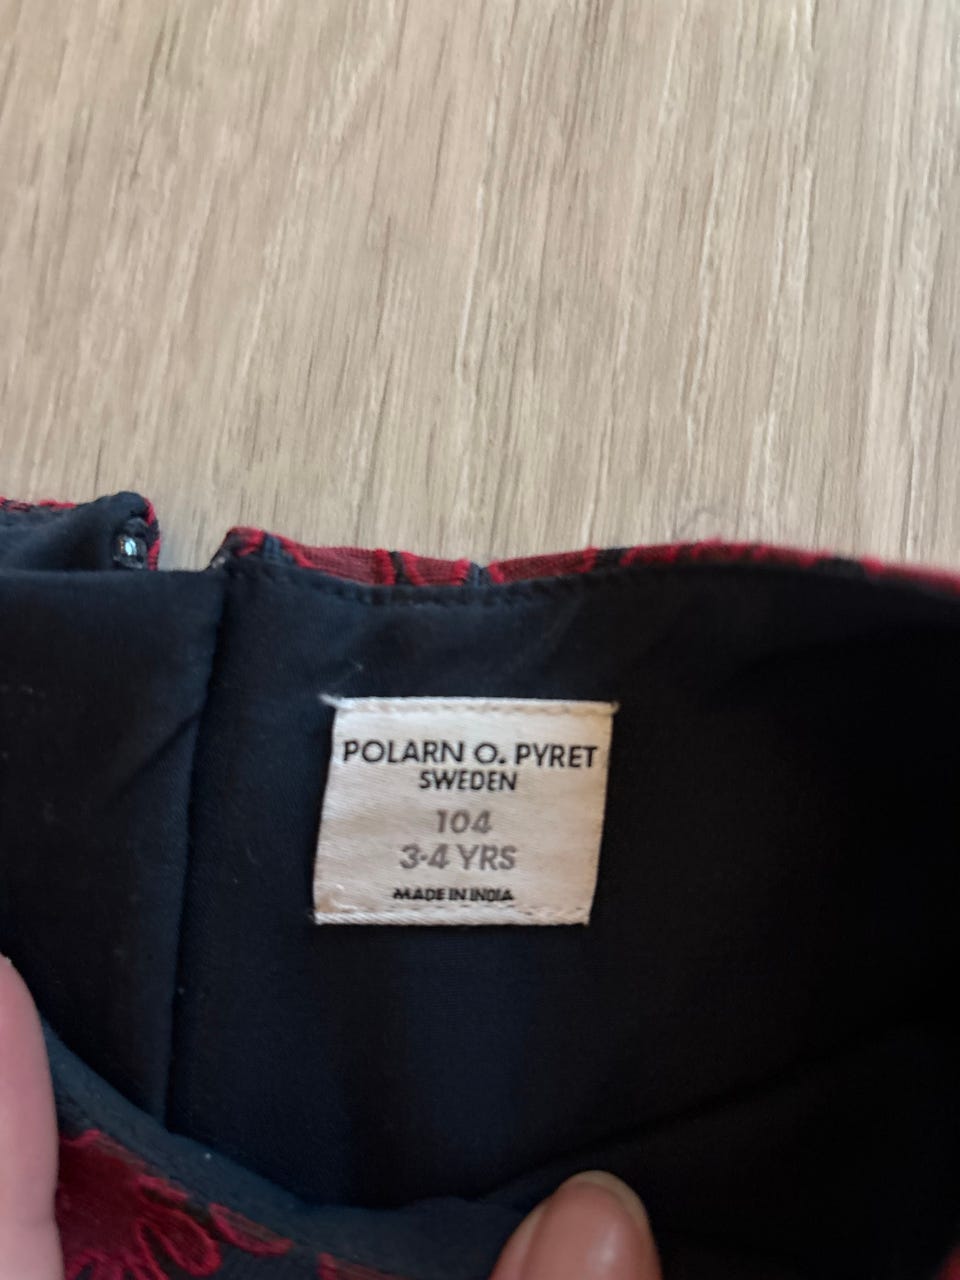 POLARN O. PYRET
SWEDEN
104
3-4 YRS
MADE IN INDIA